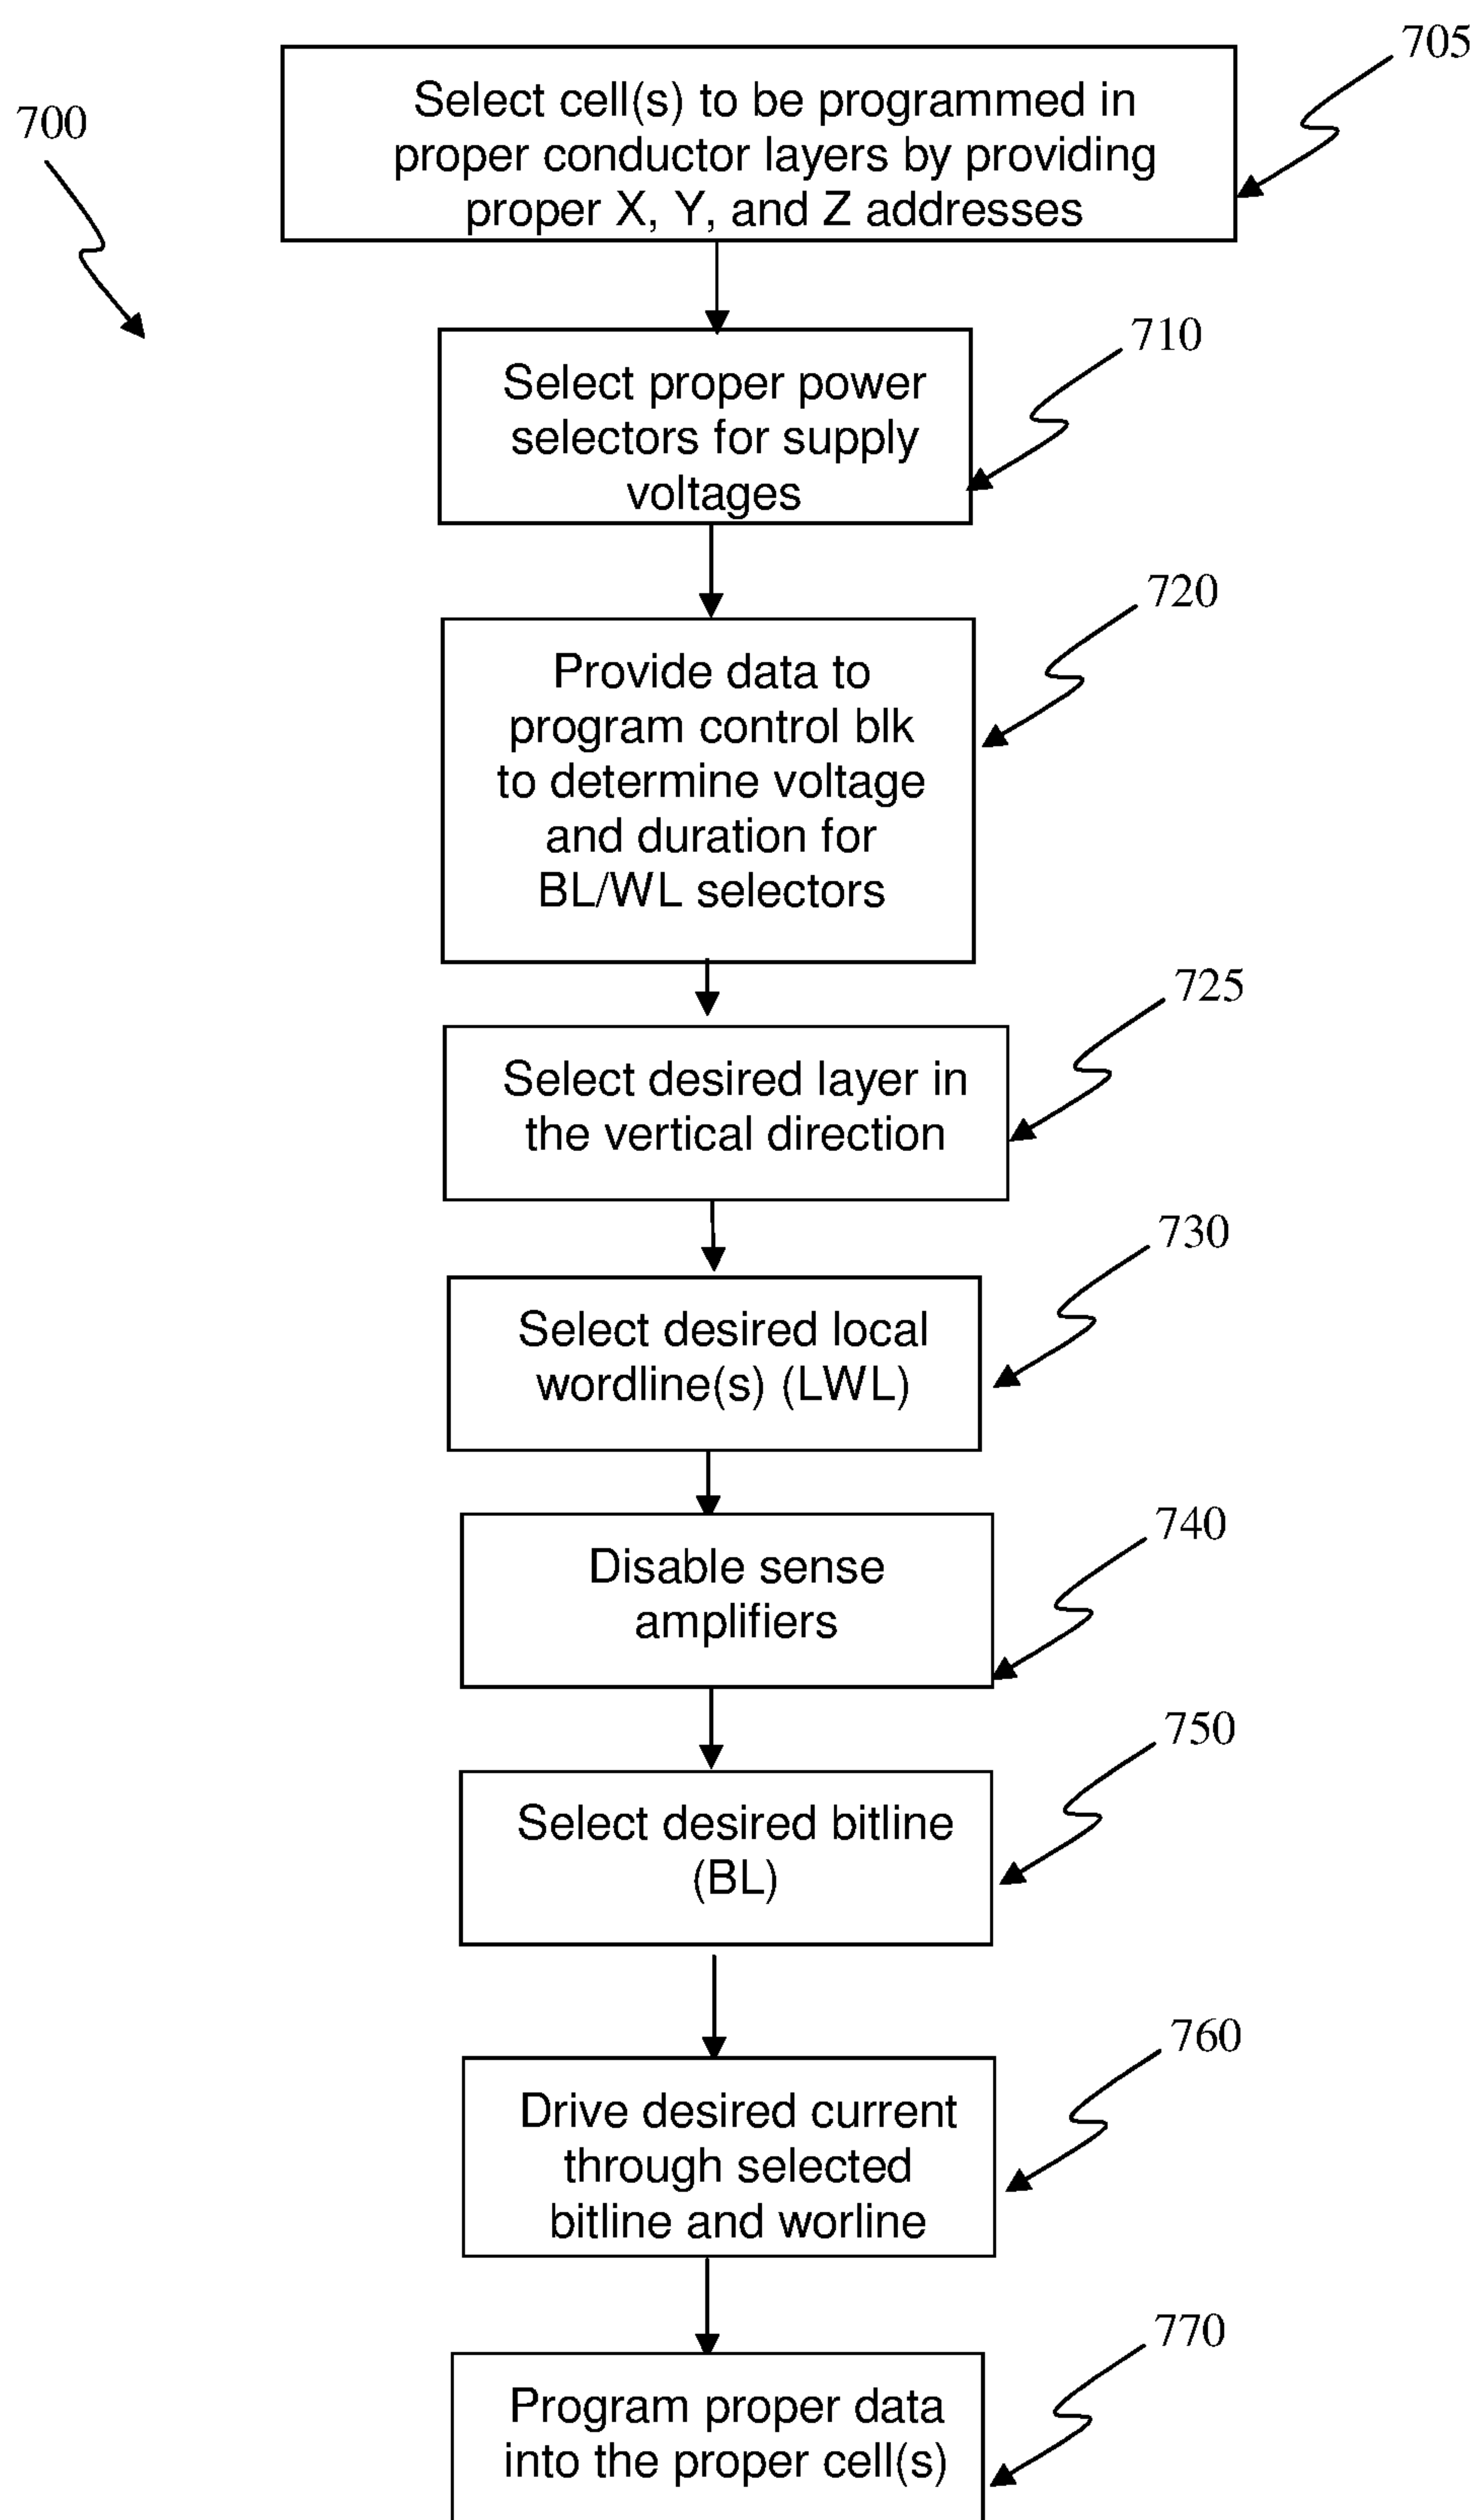 705
700
Select cell(s) to be programmed in
proper conductor layers by providing
proper X, Y, and Z addresses
710
Select proper power
selectors for supply
voltages
720
Provide data to
program control blk
to determine voltage
and duration for
BL/WL selectors
725
Select desired layer in
the vertical direction
730
Select desired local
wordline(s) (LWL)
740
Disable sense
amplifiers
750
Select desired bitline
(BL)
760
Drive desired current
through selected
bitline and worline
770
Program proper data
into the proper cell(s)